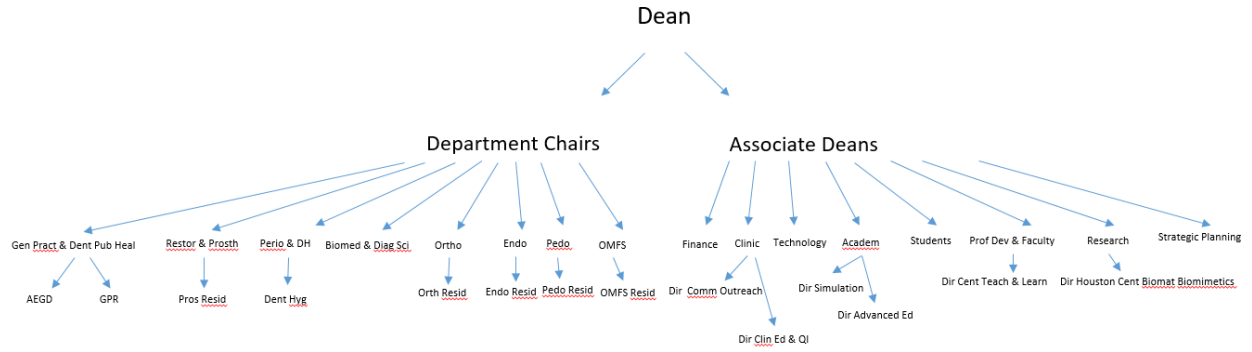 Dean
Department Chairs
Associate Deans
Gen Pract & Dent Pub Heal
Restor & Prosth
Perio & DH
Biomed & Diag Sci
Ortho
Endo
Pedo
OMFS
Finance
Clinic
Technology
Academ
Students
Prof Dev & Faculty
Research
Strategic Planning
AEGD
GPR
Pros Resid
Dent Hyg
Orth Resid
Endo Resid
Pedo Resid
OMFS Resid
Dir Comm Outreach
Dir Simulation
Dir Cent Teach & Learn
Dir Houston Cent Biomat Biomimetics
Dir Advanced Ed
Dir Clin Ed & QI